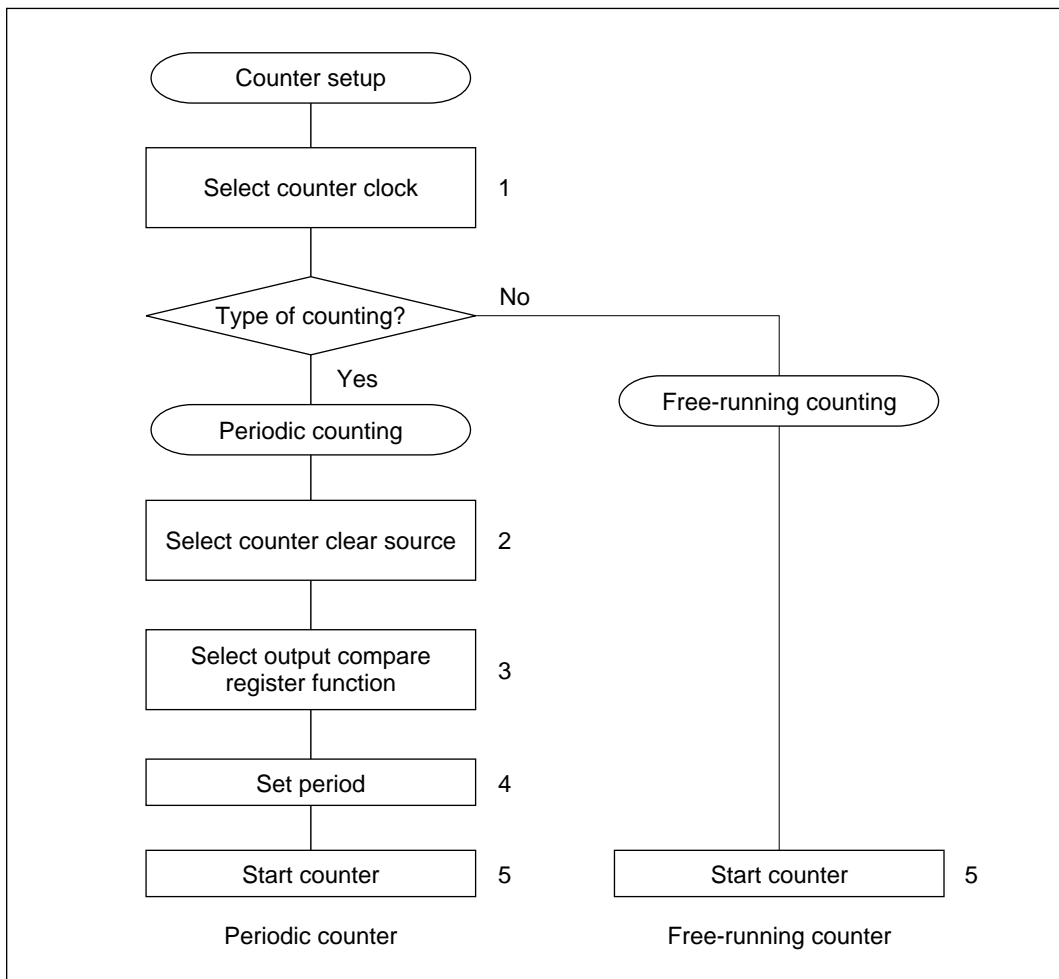 Counter setup
Select counter clock
1
Type of counting?
No
Yes
Free-running counting
Periodic counting
Select counter clear source
2
Select output compare
register function
3
Set period
4
Start counter
5
Start counter
5
Periodic counter
Free-running counter